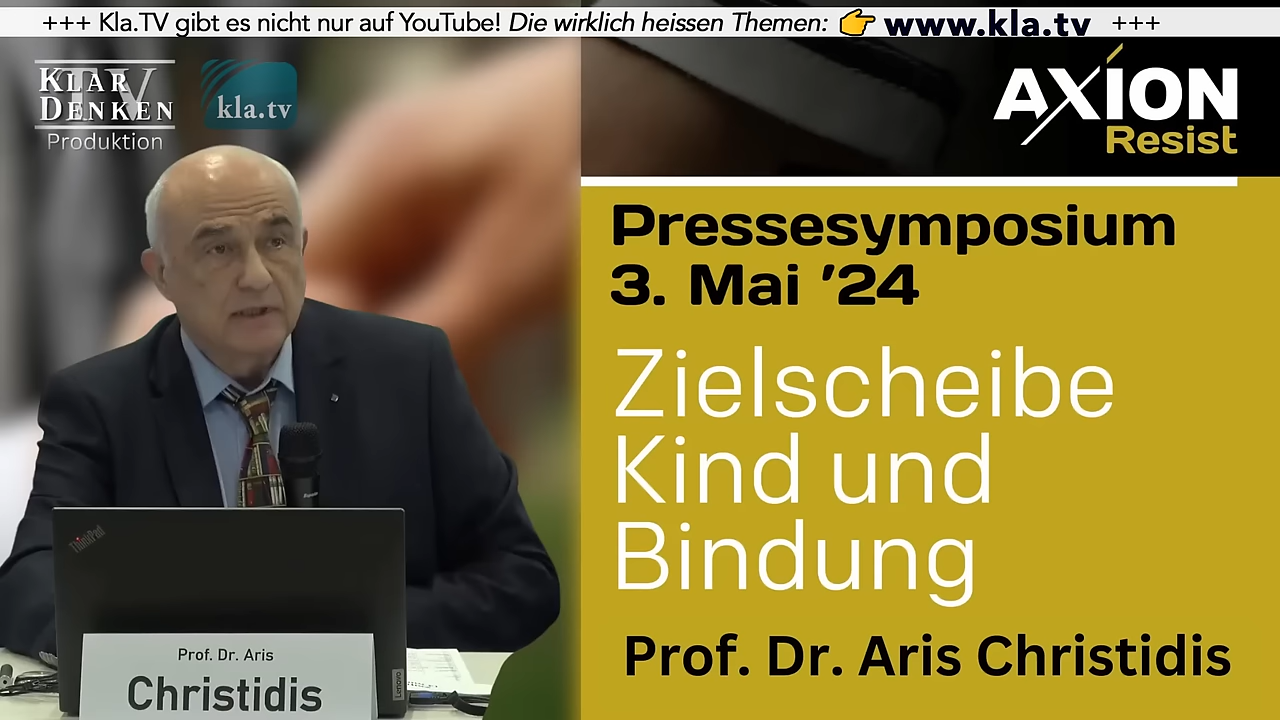 +++ Kla.TV gibt es nicht nur auf YouTube! Die wirklich heissen Themen: 👉 www.kla.tv +++
KLAR TV
DENKEN
Produktion
kla.tv
AXION
Resist
Pressesymposium
3. Mai ’24
Zielscheibe
Kind und
Bindung
Prof. Dr. Aris Christidis
ThinkPad
Prof. Dr. Aris
Christidis
Lenovo